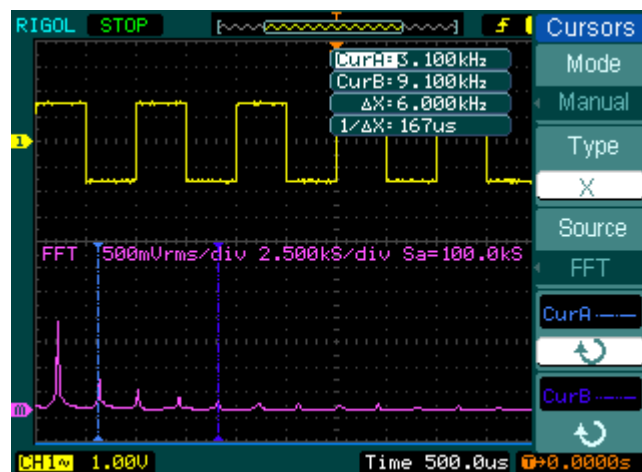 RIGOL STOP
T
f
CurA=3.100kHz
CurB=9.100kHz
ΔX=6.000kHz
1/ΔX=167us
1
FFT 500mVrms/div 2.500kS/div Sa=100.0kS
m
CH1~ 1.00V Time 500.0us T→0.0000s
Cursors
Mode
Manual
Type
X
Source
FFT
CurA
CurB